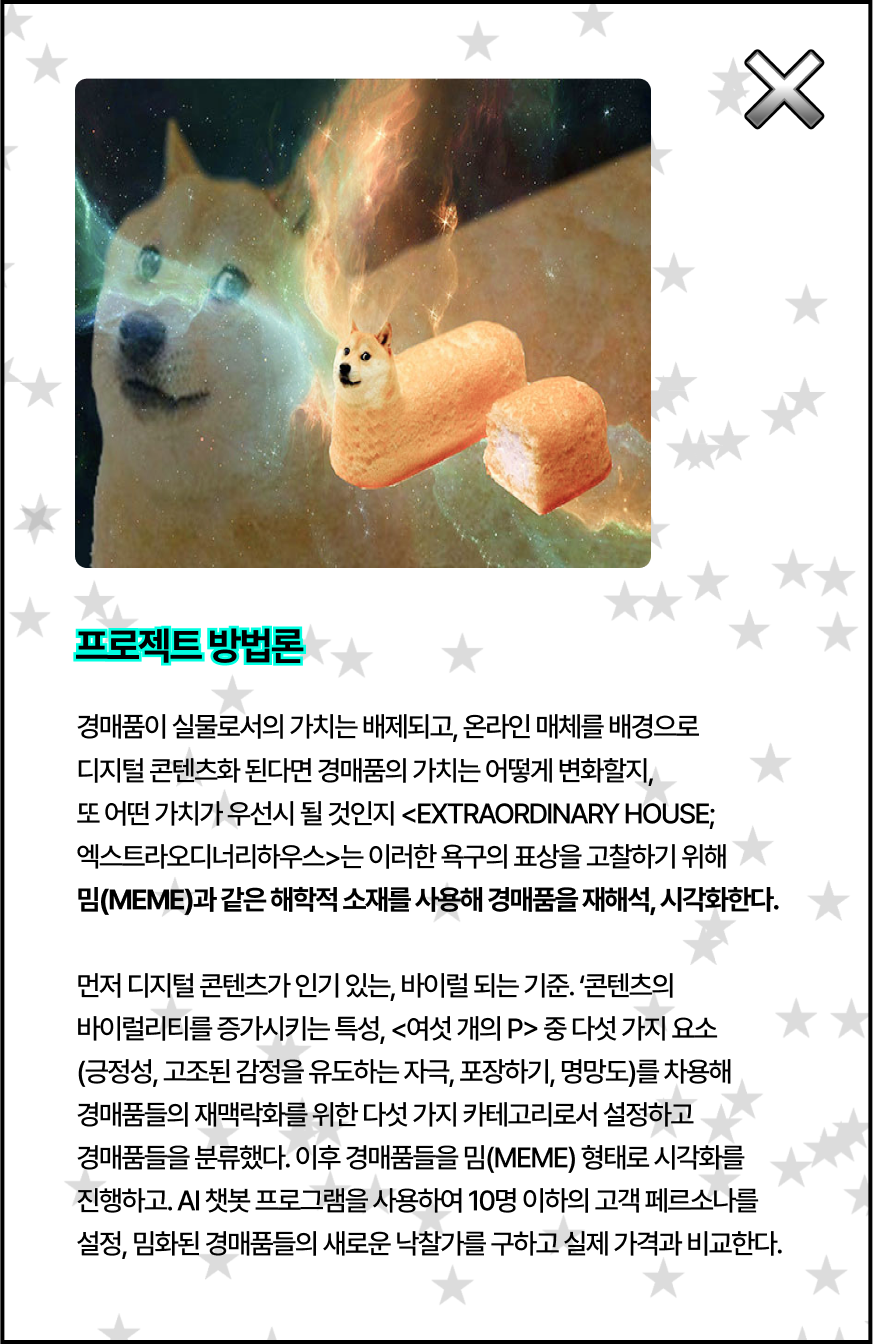 프로젝트 방법론
경매품이 실물로서의 가치는 배제되고, 온라인 매체를 배경으로
디지털 콘텐츠화 된다면 경매품의 가치는 어떻게 변화할지,
또 어떤 가치가 우선시 될 것인지 <EXTRAORDINARY HOUSE;
엑스트라오디너리하우스>는 이러한 욕구의 표상을 고찰하기 위해
밈(MEME)과 같은 해학적 소재를 사용해 경매품을 재해석, 시각화한다.
먼저 디지털 콘텐츠가 인기 있는, 바이럴 되는 기준. ‘콘텐츠의
바이럴리티를 증가시키는 특성, <여섯 개의 P> 중 다섯 가지 요소
(긍정성, 고조된 감정을 유도하는 자극, 포장하기, 명망도)를 차용해
경매품들의 재맥락화를 위한 다섯 가지 카테고리로서 설정하고
경매품들을 분류했다. 이후 경매품들을 밈(MEME) 형태로 시각화를
진행하고. AI 챗봇 프로그램을 사용하여 10명 이하의 고객 페르소나를
설정, 밈화된 경매품들의 새로운 낙찰가를 구하고 실제 가격과 비교한다.